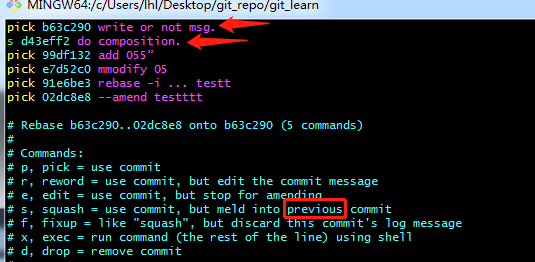 MINGW64:/c/Users/lhl/Desktop/git_repo/git_learn
pick b63c290 write or not msg.
s d43eff2 do composition.
pick 99df132 add 055"
pick e7d52c0 mmodify 05
pick 91e6be3 rebase -i ... testt
pick 02dc8e8 --amend testttt
# Rebase b63c290..02dc8e8 onto b63c290 (5 commands)
#
# Commands:
# p, pick = use commit
# r, reword = use commit, but edit the commit message
# e, edit = use commit, but stop for amending
# s, squash = use commit, but meld into previous commit
# f, fixup = like "squash", but discard this commit's log message
# x, exec = run command (the rest of the line) using shell
# d, drop = remove commit
#